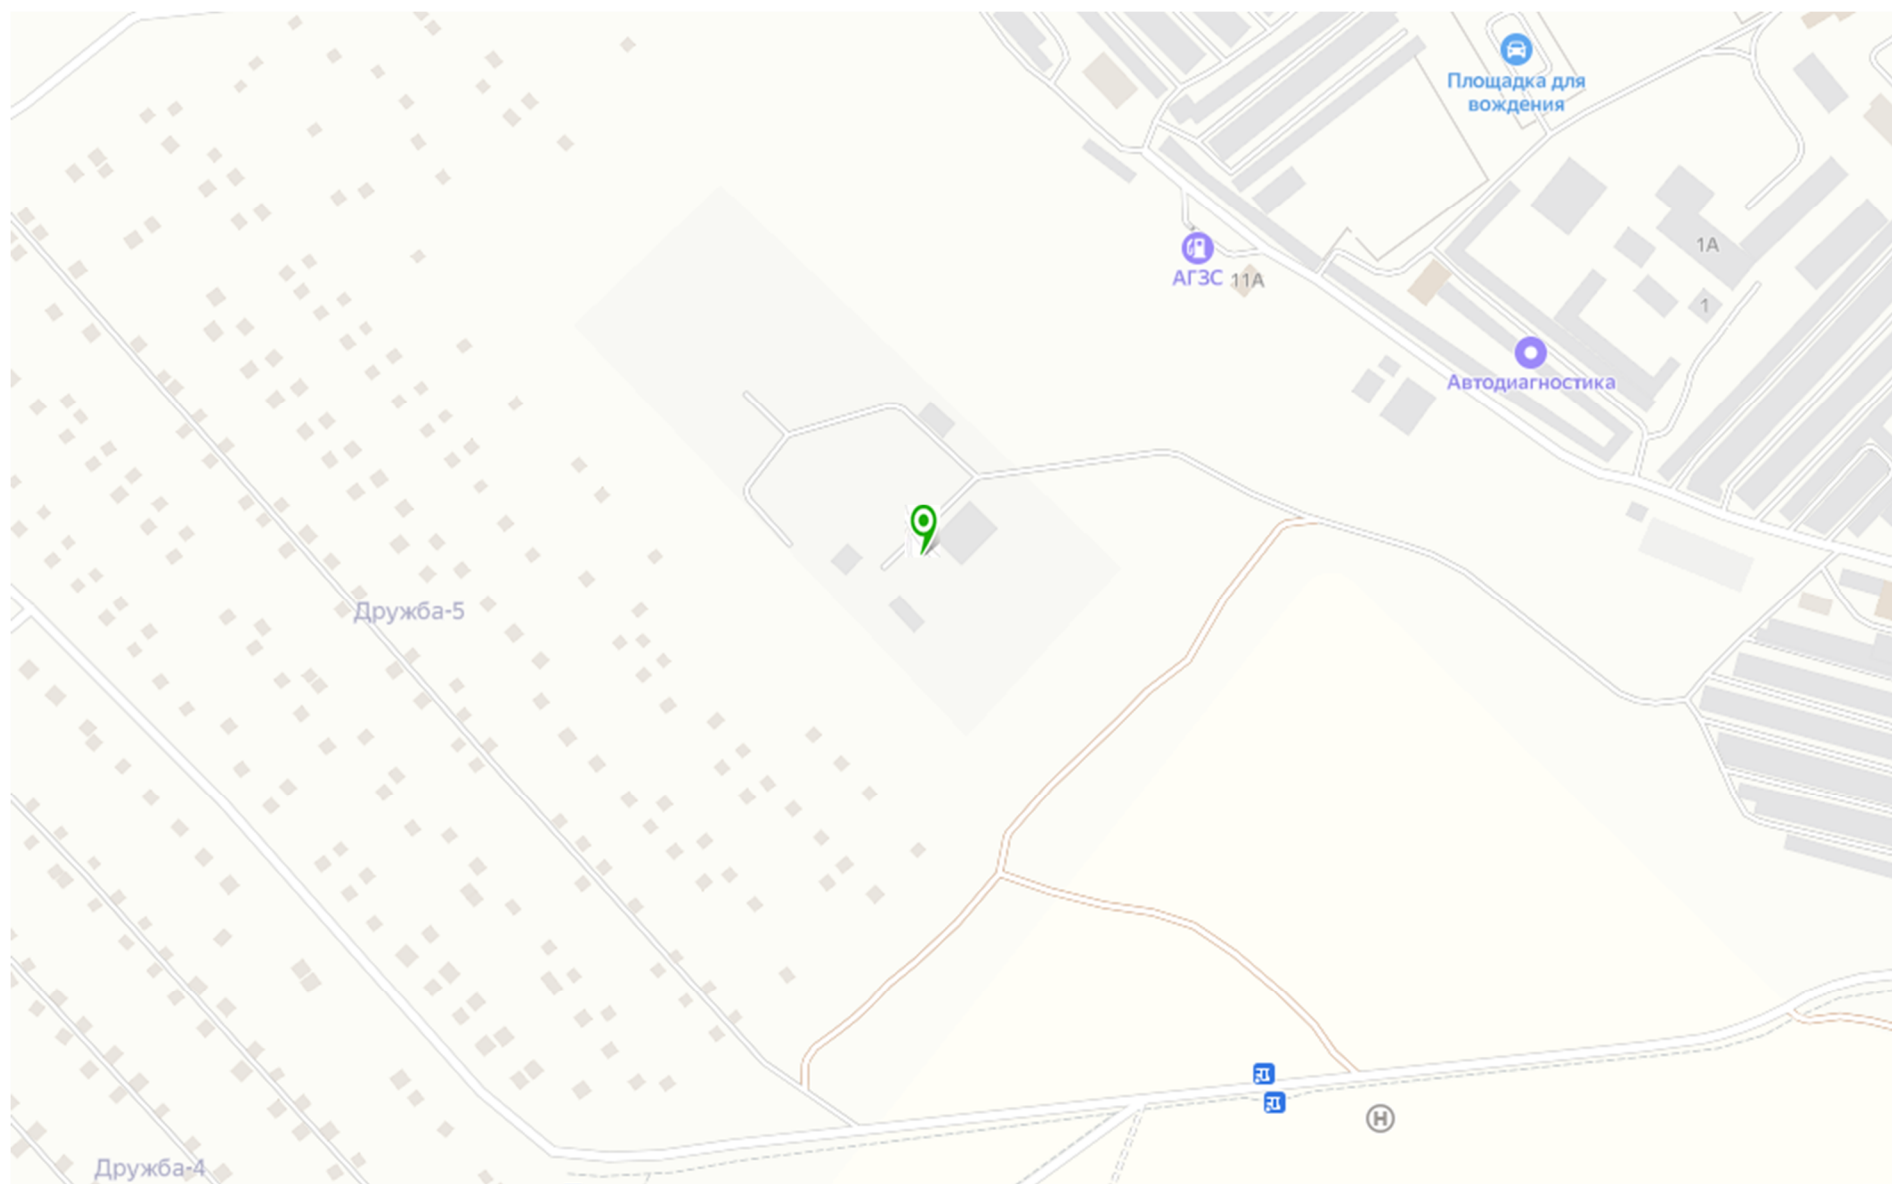 Площадка для
вождения
1А
АГЗС
11А
1
Автодиагностика
Дружба-5
H
Дружба-4